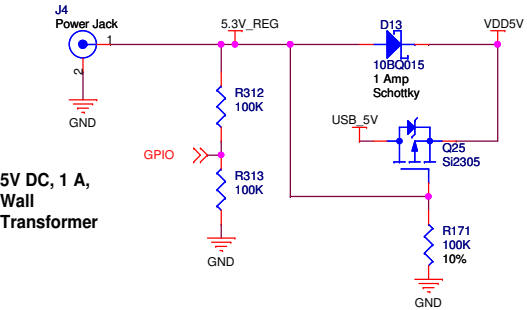 J4
Power Jack
1
2
GND
5.3V_REG
D13
10BQ015
1 Amp
Schottky
VDD5V
R312
100K
GPIO
R313
100K
GND
USB_5V
Q25
Si2305
R171
100K
10%
GND
5V DC, 1 A,
Wall
Transformer